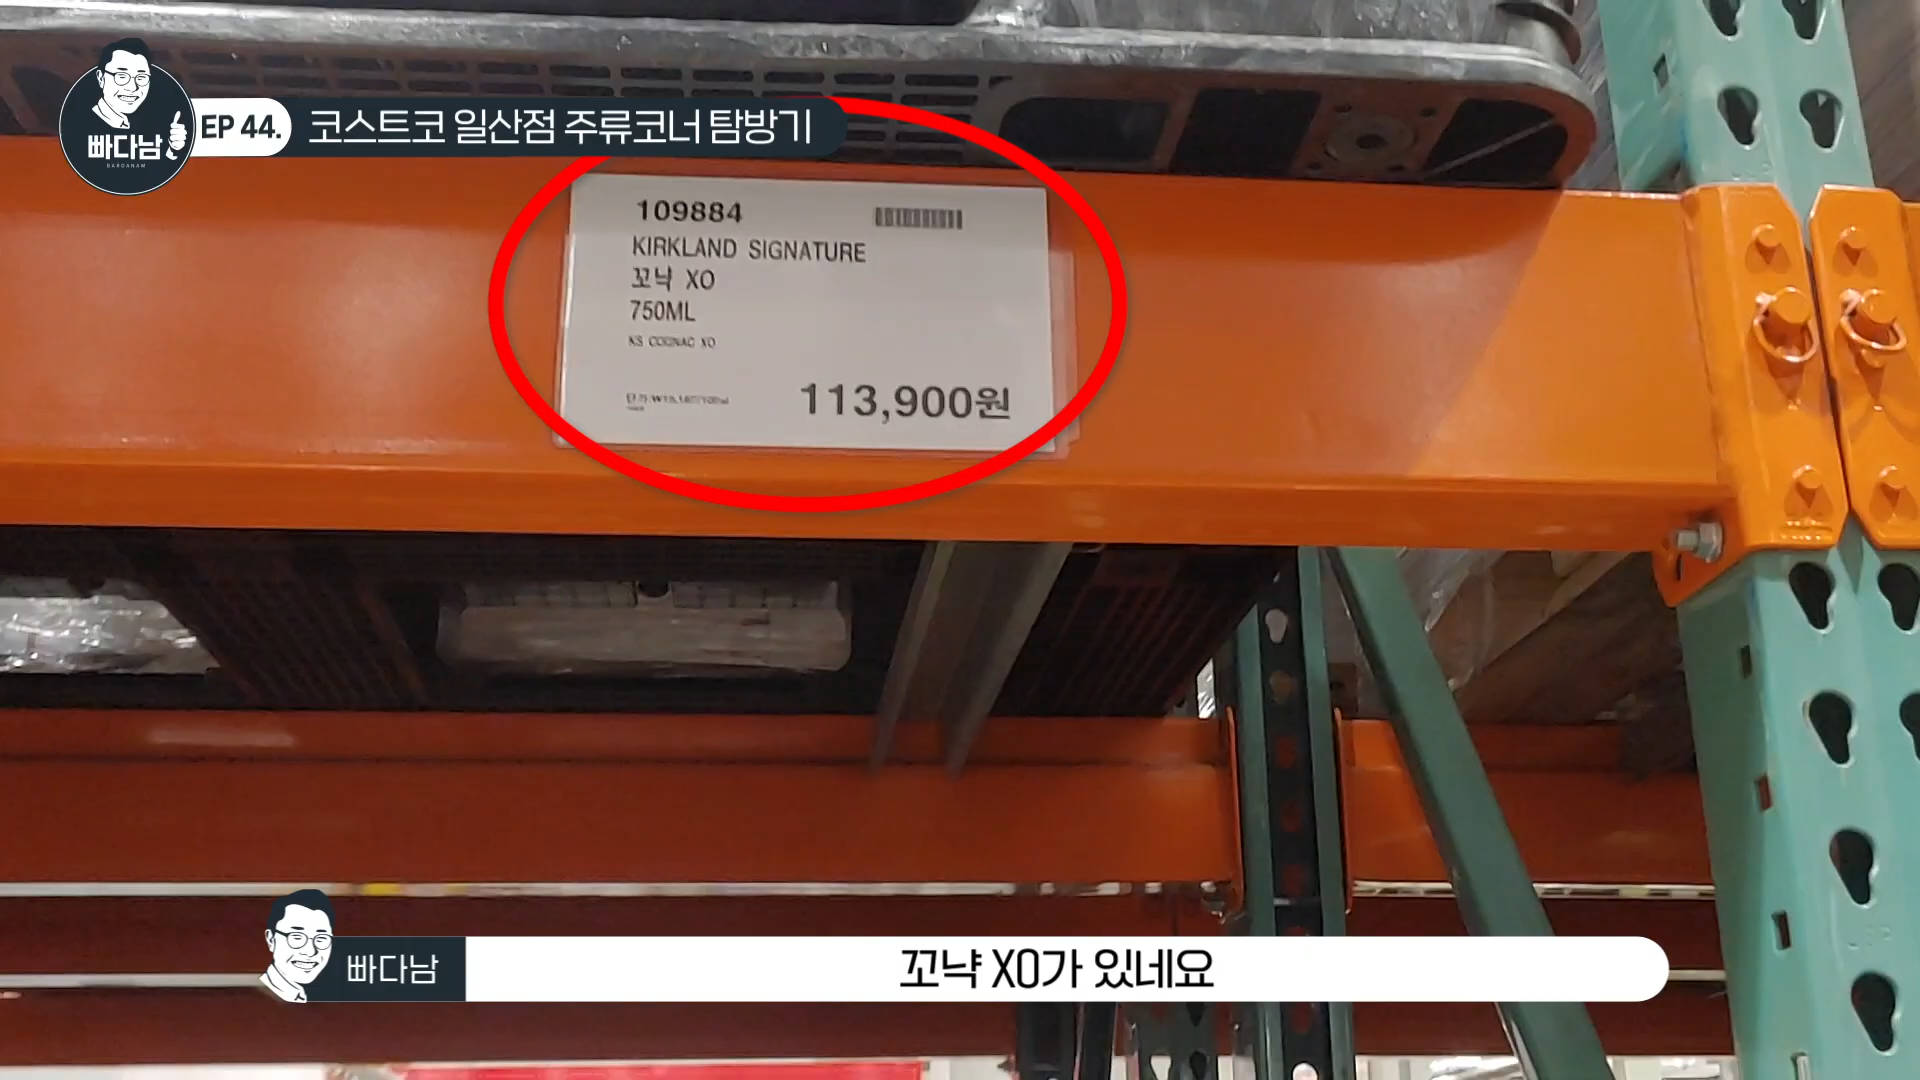 빠다남
BARDANAM
EP 44.
코스트코 일산점 주류코너 탐방기
109884
KIRKLAND SIGNATURE
꼬냑 XO
750ML
KS COGNAC XO
113,900원
빠다남
꼬냑 XO가 있네요